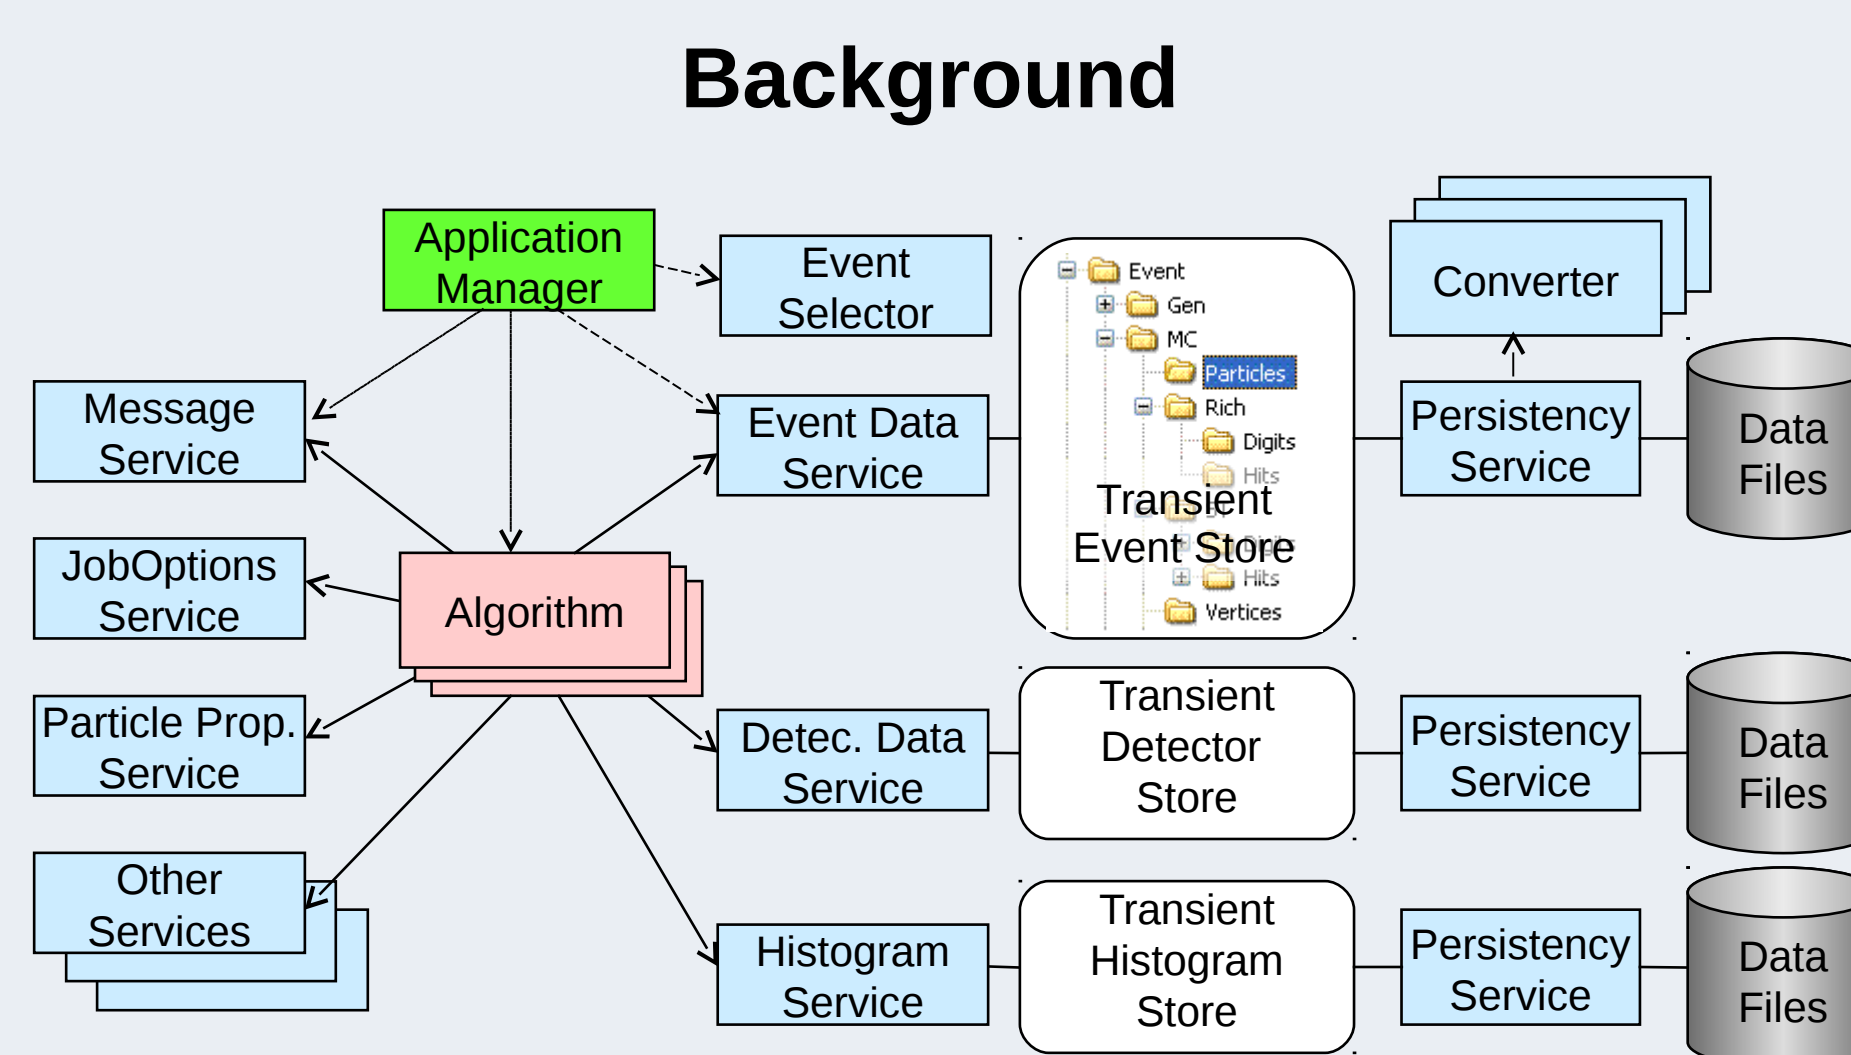 Background
Application
Manager
Event
Selector
Converter
Event
Gen
MC
Particles
Rich
Digits
Hits
Transient
Event Store
Digits
Hits
Vertices
Message
Service
Event Data
Service
Persistency
Service
Data
Files
JobOptions
Service
Algorithm
Particle Prop.
Service
Detec. Data
Service
Transient
Detector
Store
Persistency
Service
Data
Files
Other
Services
Histogram
Service
Transient
Histogram
Store
Persistency
Service
Data
Files